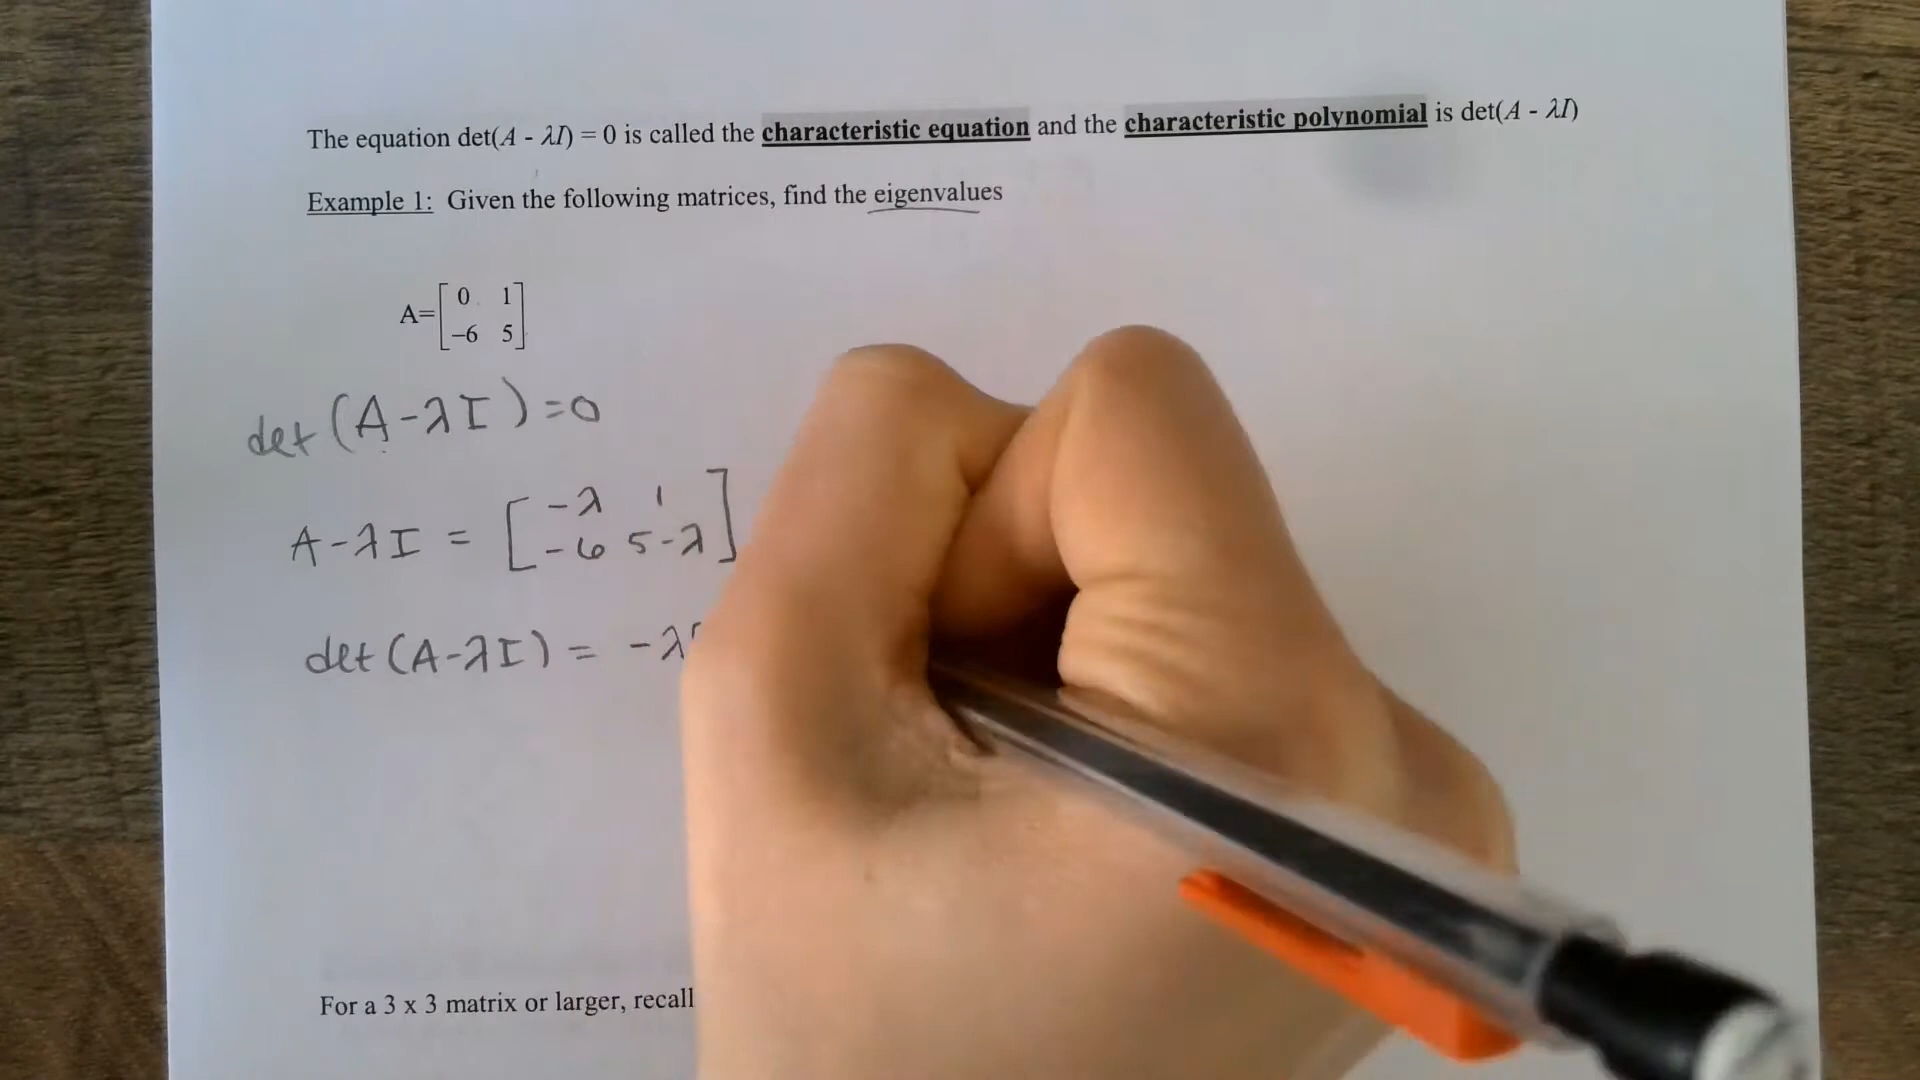 The equation det(A - λI) = 0 is called the characteristic equation and the characteristic polynomial is det(A - λI)
Example 1: Given the following matrices, find the eigenvalues
A= [ 0 1
-6 5 ]
det (A-λI) =0
A-λI = [ -λ 1
-6 5-λ ]
det (A-λI) = -λ
For a 3 x 3 matrix or larger, recall